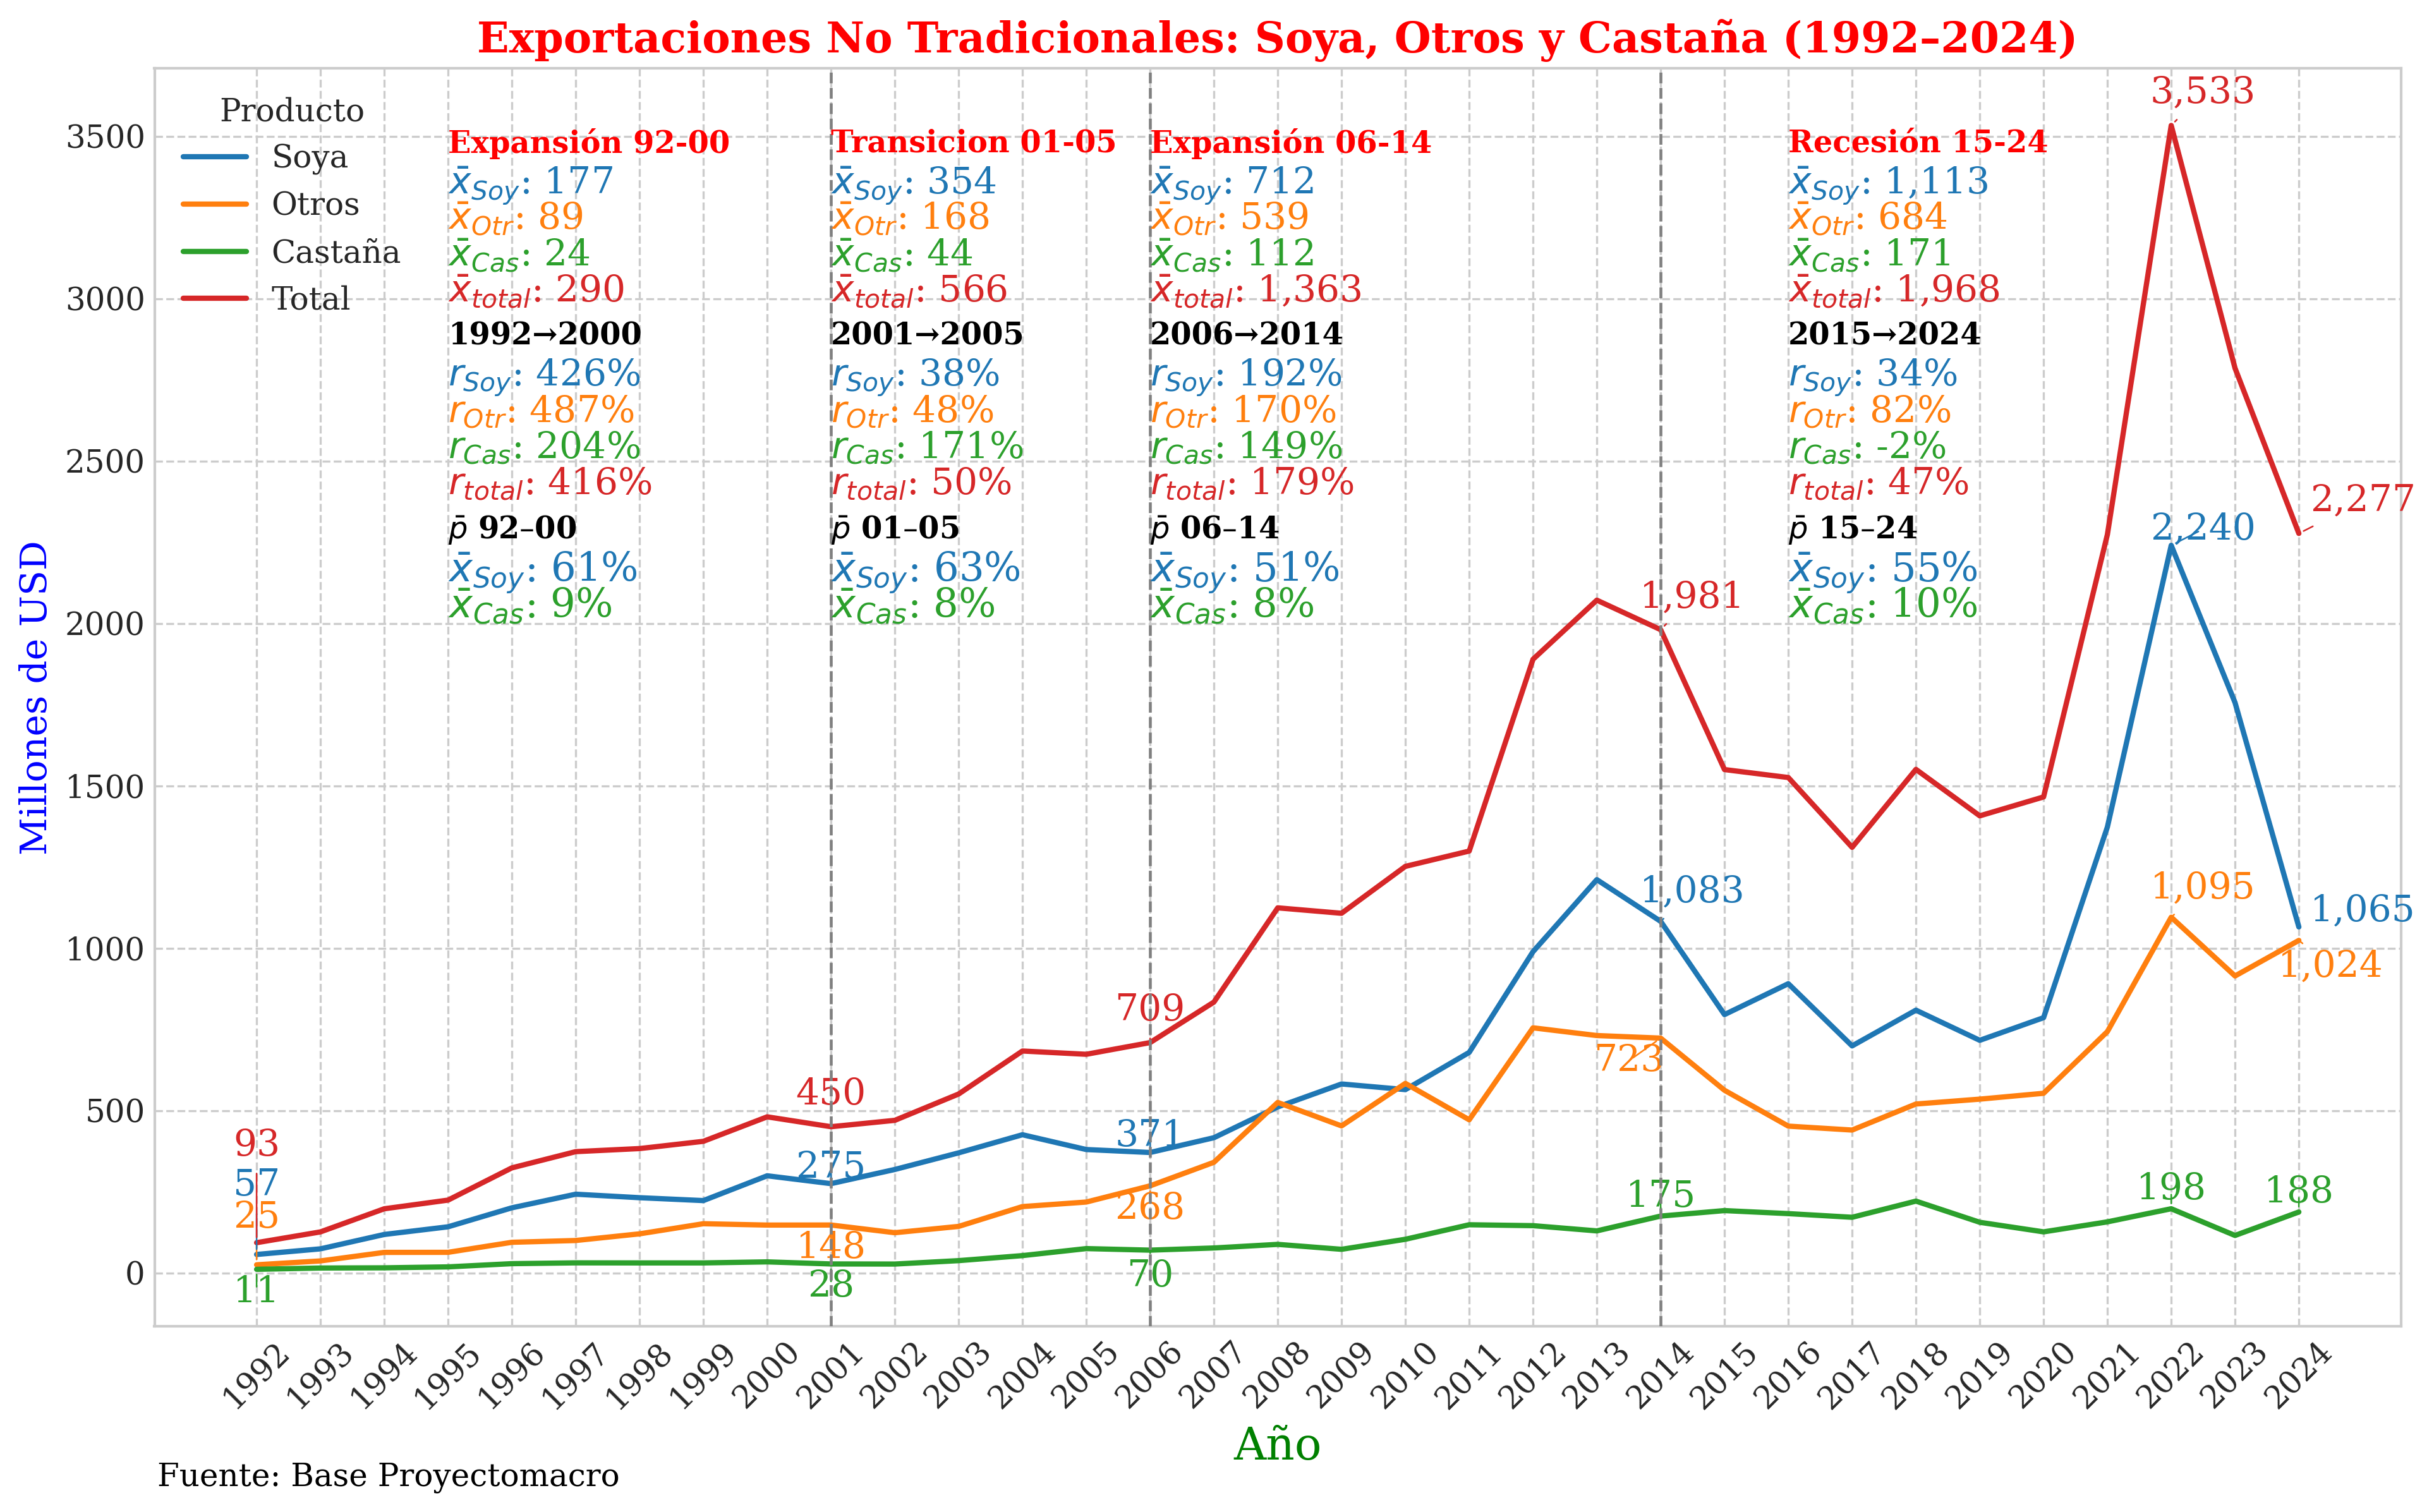 Exportaciones No Tradicionales: Soya, Otros y Castaña (1992–2024)
Producto
Soya
Otros
Castaña
Total
Expansión 92-00
x̄Soy: 177
x̄Otr: 89
x̄Cas: 24
x̄total: 290
1992→2000
rSoy: 426%
rOtr: 487%
rCas: 204%
rtotal: 416%
p̄ 92–00
x̄Soy: 61%
x̄Cas: 9%
Transicion 01-05
x̄Soy: 354
x̄Otr: 168
x̄Cas: 44
x̄total: 566
2001→2005
rSoy: 38%
rOtr: 48%
rCas: 171%
rtotal: 50%
p̄ 01–05
x̄Soy: 63%
x̄Cas: 8%
Expansión 06-14
x̄Soy: 712
x̄Otr: 539
x̄Cas: 112
x̄total: 1,363
2006→2014
rSoy: 192%
rOtr: 170%
rCas: 149%
rtotal: 179%
p̄ 06–14
x̄Soy: 51%
x̄Cas: 8%
Recesión 15-24
x̄Soy: 1,113
x̄Otr: 684
x̄Cas: 171
x̄total: 1,968
2015→2024
rSoy: 34%
rOtr: 82%
rCas: -2%
rtotal: 47%
p̄ 15–24
x̄Soy: 55%
x̄Cas: 10%
93
57
25
11
450
275
148
28
709
371
268
70
1,981
1,083
723
175
3,533
2,240
1,095
198
2,277
1,065
1,024
188
Millones de USD
3500
3000
2500
2000
1500
1000
500
0
1992
1993
1994
1995
1996
1997
1998
1999
2000
2001
2002
2003
2004
2005
2006
2007
2008
2009
2010
2011
2012
2013
2014
2015
2016
2017
2018
2019
2020
2021
2022
2023
2024
Año
Fuente: Base Proyectomacro